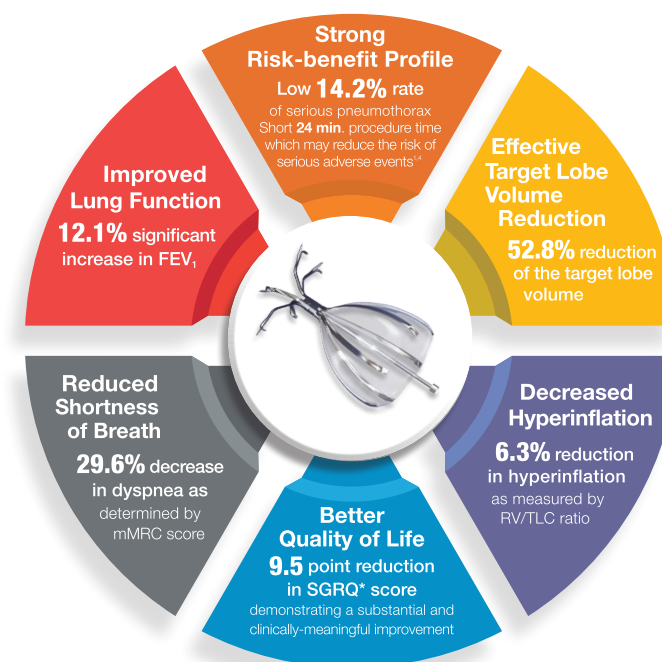 Strong
Risk-benefit Profile
Low 14.2% rate
of serious pneumothorax
Short 24 min. procedure time
which may reduce the risk of
serious adverse events¹,⁴
Effective
Target Lobe
Volume
Reduction
52.8% reduction
of the target lobe
volume
Decreased
Hyperinflation
6.3% reduction
in hyperinflation
as measured by
RV/TLC ratio
Better
Quality of Life
9.5 point reduction
in SGRQ* score
demonstrating a substantial and
clinically-meaningful improvement
Reduced
Shortness
of Breath
29.6% decrease
in dyspnea as
determined by
mMRC score
Improved
Lung Function
12.1% significant
increase in FEV₁